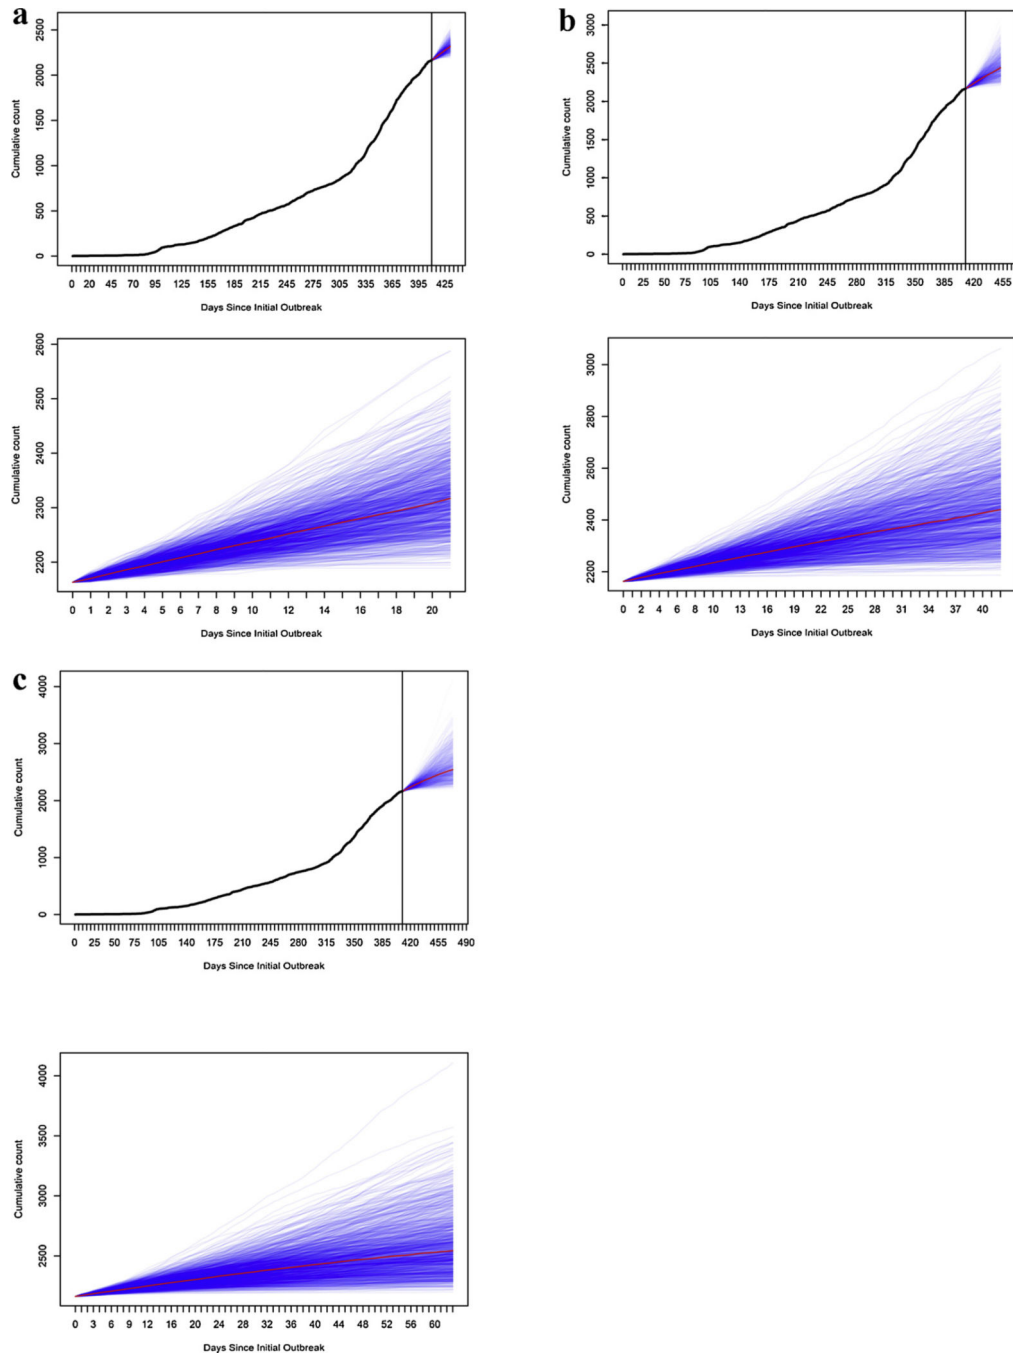 a
Cumulative count
2500
2000
1500
1000
500
0
0 20 45 70 95 125 155 185 215 245 275 305 335 365 395 425
Days Since Initial Outbreak
b
Cumulative count
3000
2500
2000
1500
1000
500
0
0 25 50 75 105 140 175 210 245 280 315 350 385 420 455
Days Since Initial Outbreak
Cumulative count
2600
2500
2400
2300
2200
0 1 2 3 4 5 6 7 8 9 10 12 13 14 15 16 18 20
Days Since Initial Outbreak
Cumulative count
3000
2800
2600
2400
2200
0 2 4 6 8 10 13 16 19 22 25 28 31 34 37 40
Days Since Initial Outbreak
c
Cumulative count
4000
3000
2000
1000
0
0 25 50 75 105 140 175 210 245 280 315 350 385 420 455 490
Days Since Initial Outbreak
Cumulative count
4000
3500
3000
2500
0 3 6 9 12 16 20 24 28 32 36 40 44 48 52 56 60
Days Since Initial Outbreak